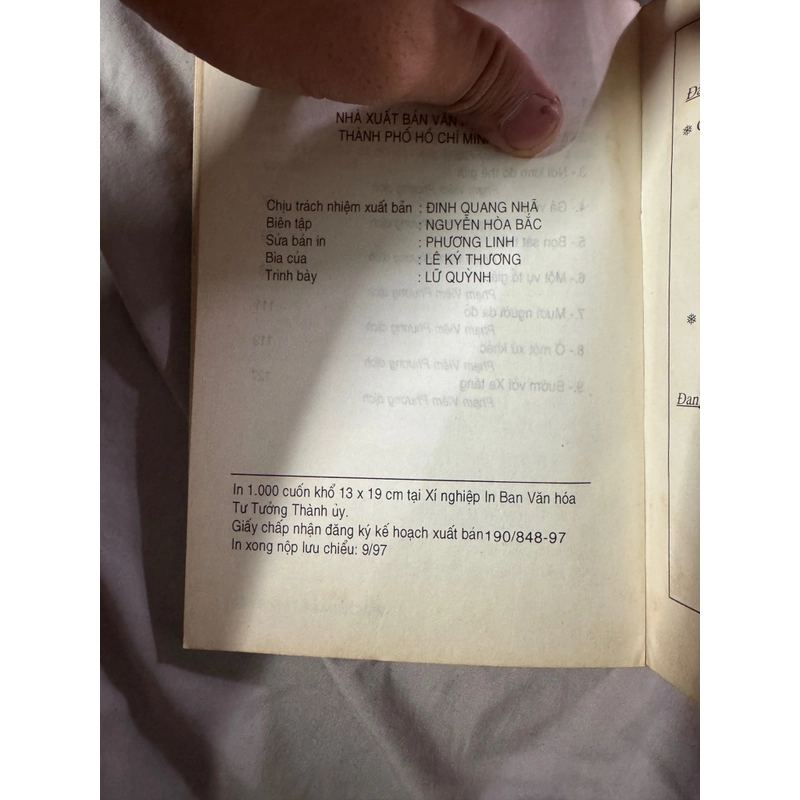 NHÀ XUẤT BẢN VĂN
THÀNH PHỐ HỒ CHÍ MINH
Chịu trách nhiệm xuất bản : ĐINH QUANG NHÃ
Biên tập : NGUYỄN HÒA BẮC
Sửa bản in : PHƯƠNG LINH
Bìa của : LÊ KÝ THƯƠNG
Trình bày : LỮ QUỲNH
In 1.000 cuốn khổ 13 x 19 cm tại Xí nghiệp In Ban Văn hóa
Tư Tưởng Thành ủy.
Giấy chấp nhận đăng ký kế hoạch xuất bản190/848-97
In xong nộp lưu chiểu: 9/97